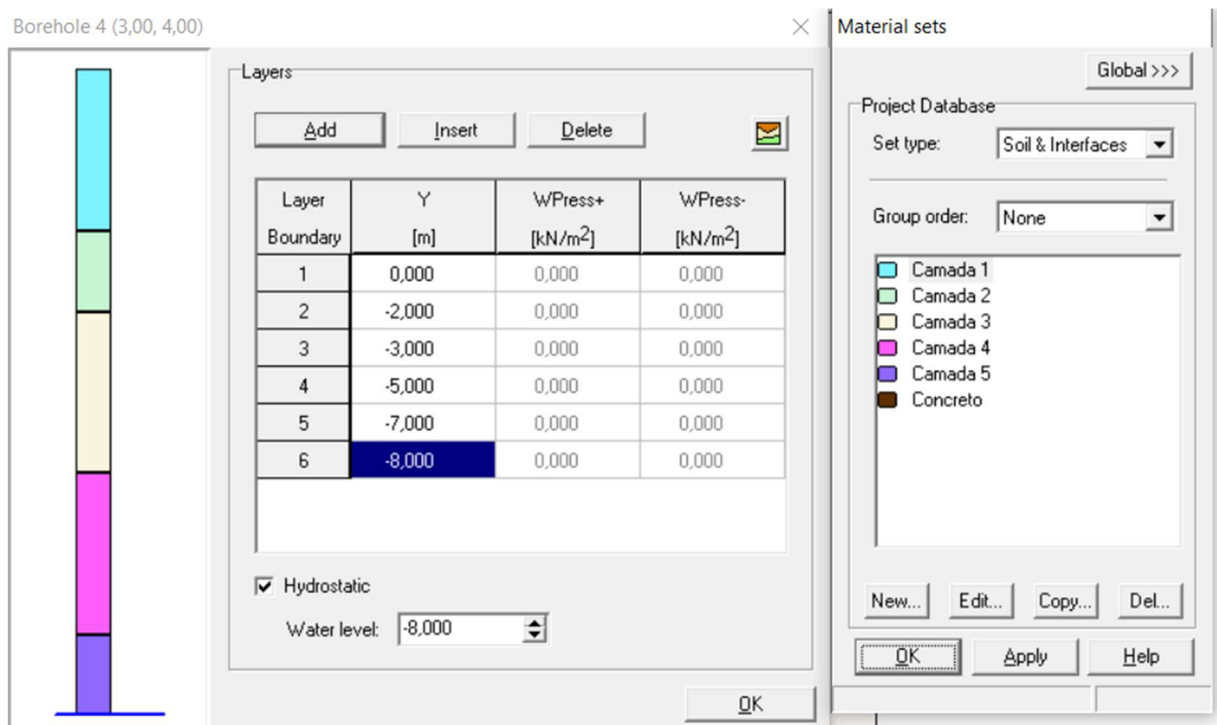 Borehole 4 (3,00, 4,00)
Layers
Add Insert Delete
Layer Boundary Y [m] WPress+ [kN/m2] WPress- [kN/m2]
1 0,000 0,000 0,000
2 -2,000 0,000 0,000
3 -3,000 0,000 0,000
4 -5,000 0,000 0,000
5 -7,000 0,000 0,000
6 -8,000 0,000 0,000
Hydrostatic
Water level: -8,000
OK
Material sets
Global >>>
Project Database
Set type: Soil & Interfaces
Group order: None
Camada 1
Camada 2
Camada 3
Camada 4
Camada 5
Concreto
New... Edit... Copy... Del...
OK Apply Help